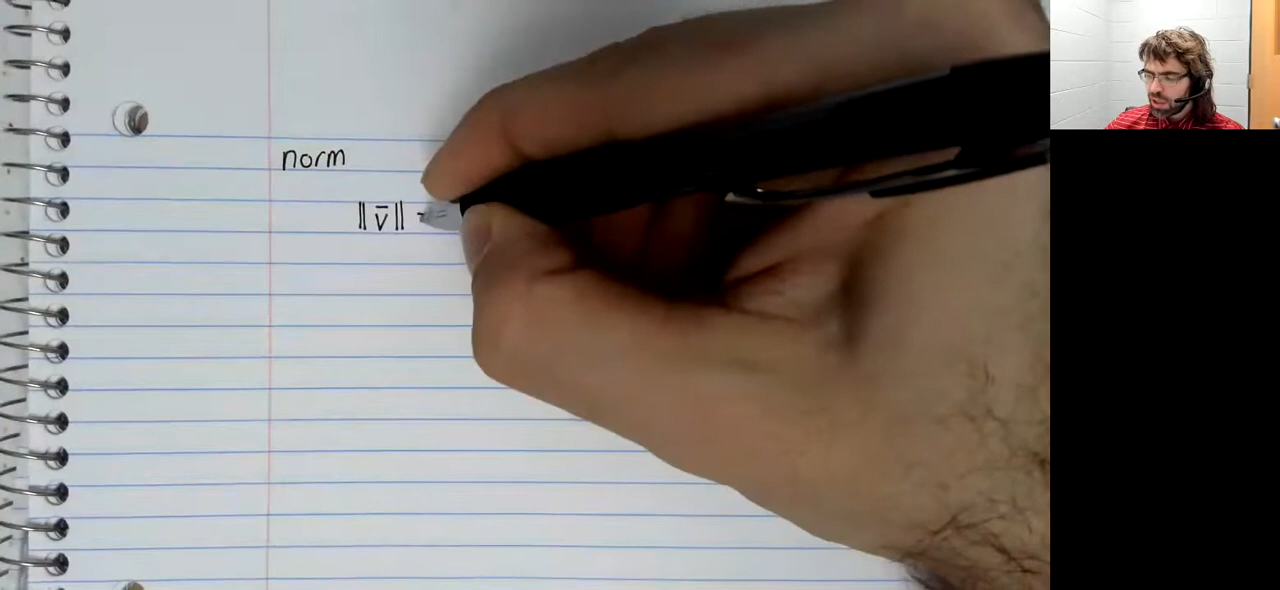 norm
‖v̄‖ =